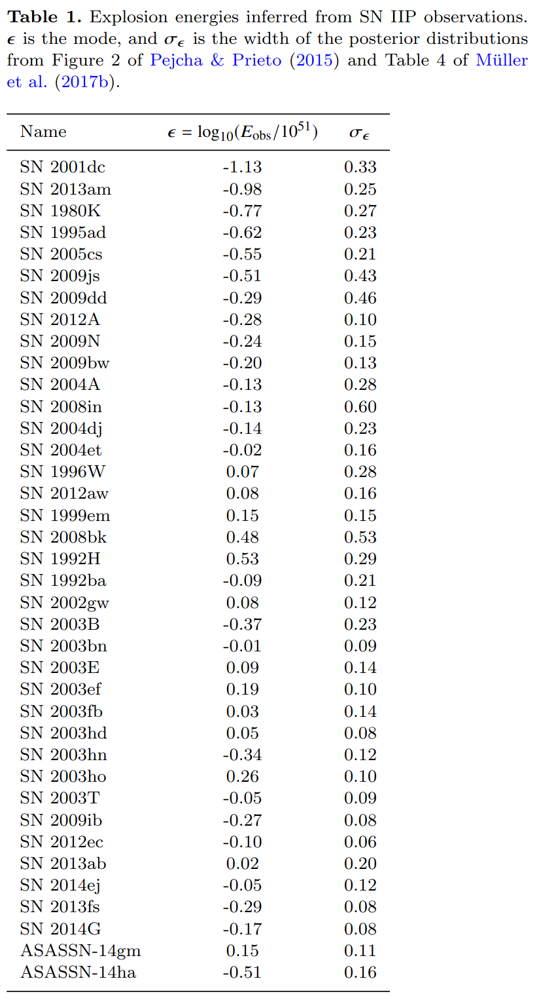 Table 1. Explosion energies inferred from SN IIP observations.
ϵ is the mode, and σϵ is the width of the posterior distributions
from Figure 2 of Pejcha & Prieto (2015) and Table 4 of Müller
et al. (2017b).
Name ϵ = log10(Eobs/10^51) σϵ
SN 2001dc -1.13 0.33
SN 2013am -0.98 0.25
SN 1980K -0.77 0.27
SN 1995ad -0.62 0.23
SN 2005cs -0.55 0.21
SN 2009js -0.51 0.43
SN 2009dd -0.29 0.46
SN 2012A -0.28 0.10
SN 2009N -0.24 0.15
SN 2009bw -0.20 0.13
SN 2004A -0.13 0.28
SN 2008in -0.13 0.60
SN 2004dj -0.14 0.23
SN 2004et -0.02 0.16
SN 1996W 0.07 0.28
SN 2012aw 0.08 0.16
SN 1999em 0.15 0.15
SN 2008bk 0.48 0.53
SN 1992H 0.53 0.29
SN 1992ba -0.09 0.21
SN 2002gw 0.08 0.12
SN 2003B -0.37 0.23
SN 2003bn -0.01 0.09
SN 2003E 0.09 0.14
SN 2003ef 0.19 0.10
SN 2003fb 0.03 0.14
SN 2003hd 0.05 0.08
SN 2003hn -0.34 0.12
SN 2003ho 0.26 0.10
SN 2003T -0.05 0.09
SN 2009ib -0.27 0.08
SN 2012ec -0.10 0.06
SN 2013ab 0.02 0.20
SN 2014ej -0.05 0.12
SN 2013fs -0.29 0.08
SN 2014G -0.17 0.08
ASASSN-14gm 0.15 0.11
ASASSN-14ha -0.51 0.16